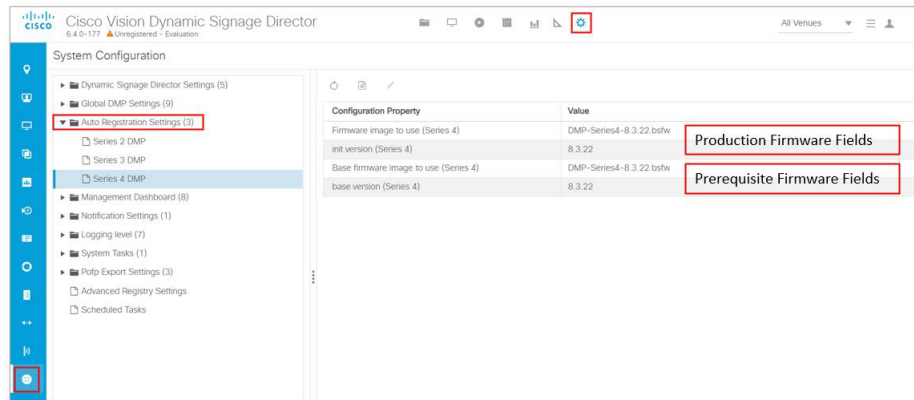 CISCO
Cisco Vision Dynamic Signage Director
6.4.0-177 Unregistered - Evaluation
All Venues
System Configuration
Dynamic Signage Director Settings (5)
Global DMP Settings (9)
Auto Registration Settings (3)
Series 2 DMP
Series 3 DMP
Series 4 DMP
Management Dashboard (8)
Notification Settings (1)
Logging level (7)
System Tasks (1)
Pofp Export Settings (3)
Advanced Registry Settings
Scheduled Tasks
Configuration Property Value
Firmware image to use (Series 4) DMP-Series4-8.3.22.bsfw
init.version (Series 4) 8.3.22
Production Firmware Fields
Base firmware image to use (Series 4) DMP-Series4-8.3.22.bsfw
base.version (Series 4) 8.3.22
Prerequisite Firmware Fields